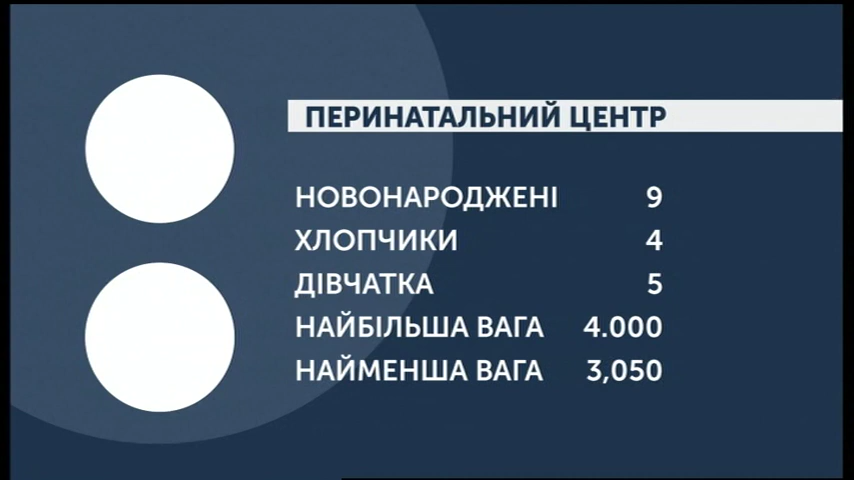 ПЕРИНАТАЛЬНИЙ ЦЕНТР
НОВОНАРОДЖЕНІ 9
ХЛОПЧИКИ 4
ДІВЧАТКА 5
НАЙБІЛЬША ВАГА 4.000
НАЙМЕНША ВАГА 3,050